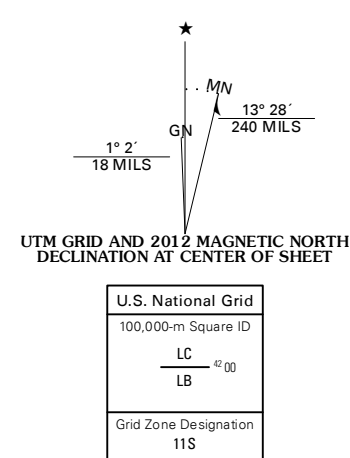 ★
MN
13° 28´
240 MILS
GN
1° 2´
18 MILS
UTM GRID AND 2012 MAGNETIC NORTH
DECLINATION AT CENTER OF SHEET
U.S. National Grid
100,000-m Square ID
LC
42 00
LB
Grid Zone Designation
11S